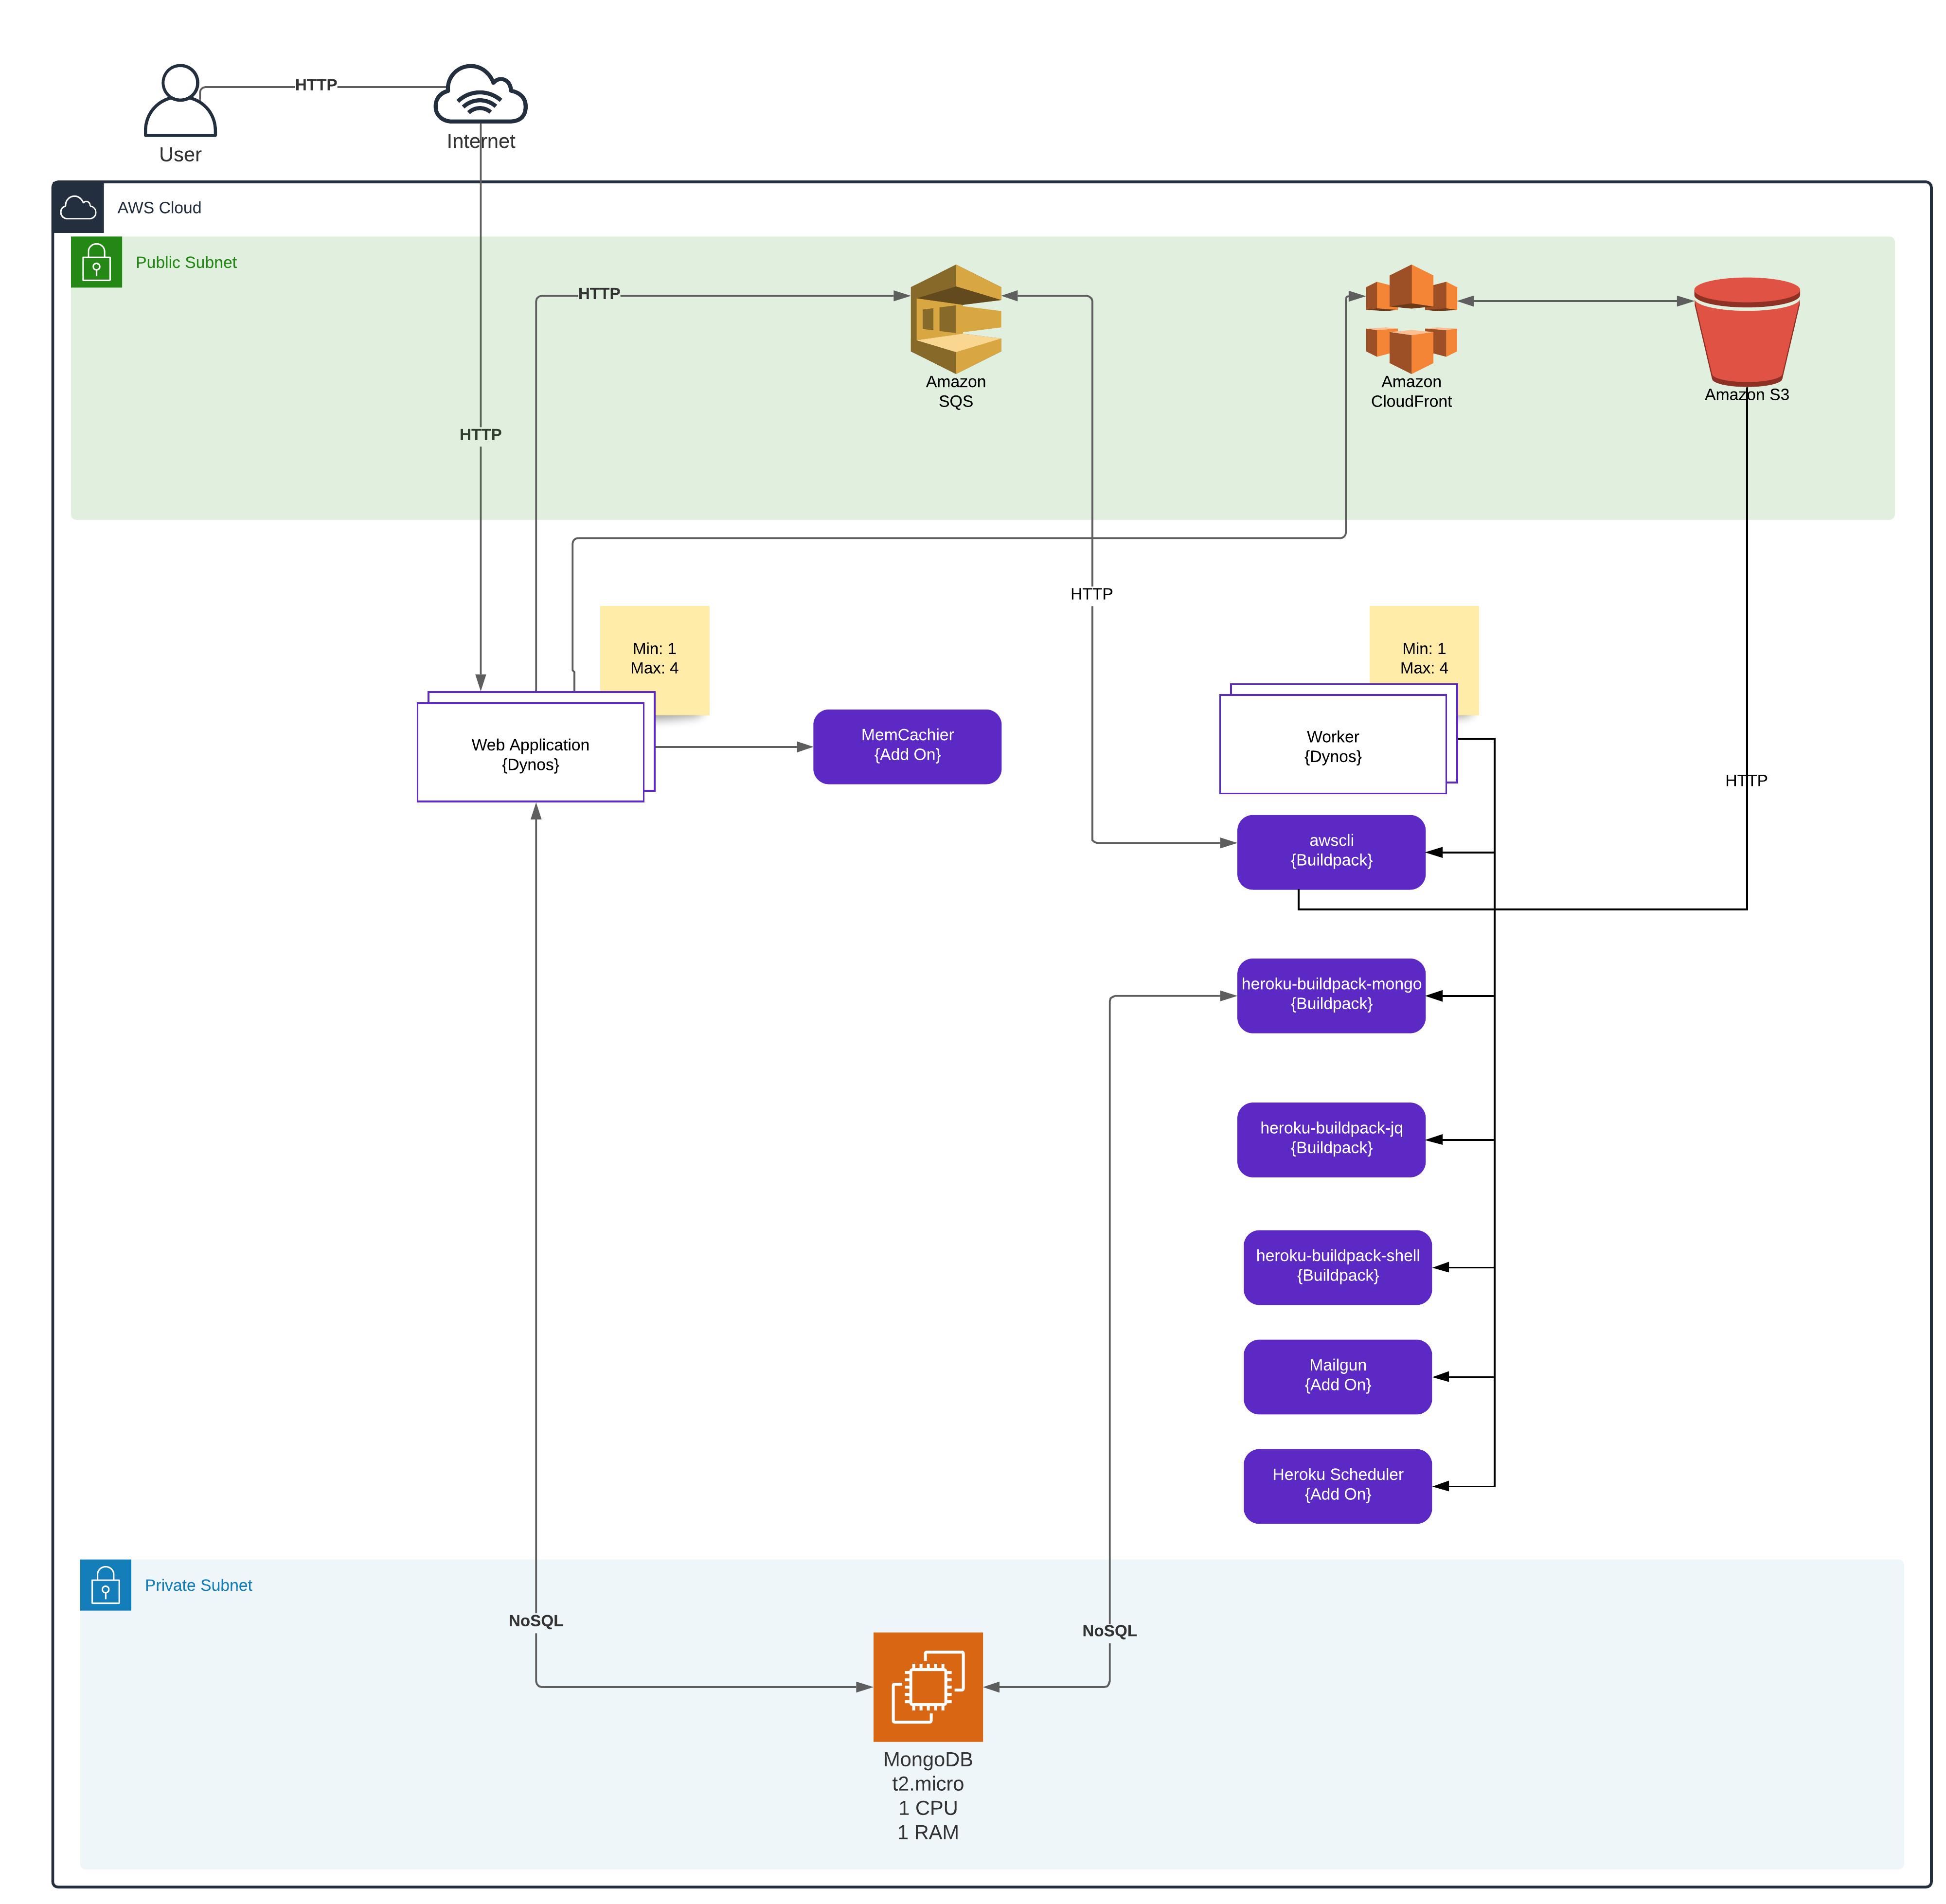 HTTP
User
Internet
AWS Cloud
Public Subnet
HTTP
Amazon
SQS
Amazon
CloudFront
Amazon S3
HTTP
HTTP
Min: 1
Max: 4
Min: 1
Max: 4
Web Application
{Dynos}
MemCachier
{Add On}
Worker
{Dynos}
HTTP
awscli
{Buildpack}
heroku-buildpack-mongo
{Buildpack}
heroku-buildpack-jq
{Buildpack}
heroku-buildpack-shell
{Buildpack}
Mailgun
{Add On}
Heroku Scheduler
{Add On}
Private Subnet
NoSQL
NoSQL
MongoDB
t2.micro
1 CPU
1 RAM